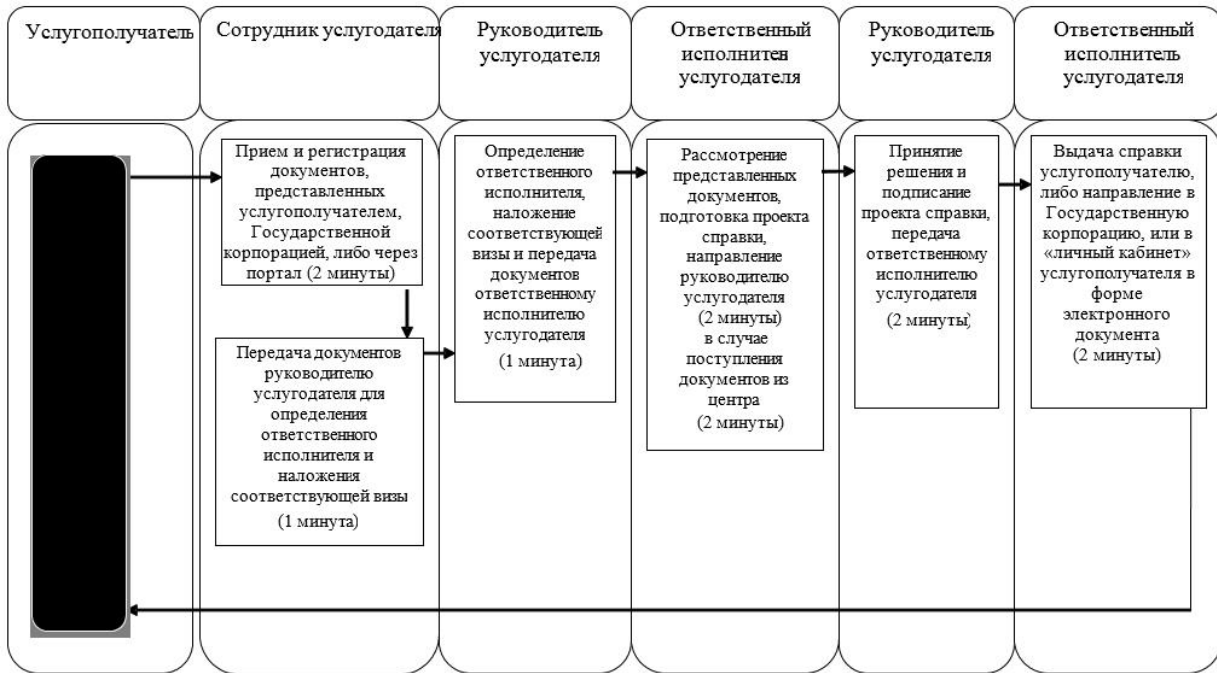 Услугополучатель
Сотрудник услугодателя
Руководитель
услугодателя
Ответственный
исполнител
услугодателя
Руководитель
услугодателя
Ответственный
исполнитель
услугодателя
Прием и регистрация
документов,
представленных
услугополучателем,
Государственной
корпорацией, либо через
портал (2 минуты)
Передача документов
руководителю
услугодателя для
определения
ответственного
исполнителя и
наложения
соответствующей визы
(1 минута)
Определение
ответственного
исполнителя,
наложение
соответствующей
визы и передача
документов
ответственному
исполнителю
услугодателя
(1 минута)
Рассмотрение
представленных
документов,
подготовка проекта
справки,
направление
руководителю
услугодателя
(2 минуты)
в случае
поступления
документов из
центра
(2 минуты)
Принятие
решения и
подписание
проекта справки,
передача
ответственному
исполнителю
услугодателя
(2 минуты)
Выдача справки
услугополучателю,
либо направление в
Государственную
корпорацию, или в
«личный кабинет»
услугополучателя в
форме
электронного
документа
(2 минуты)